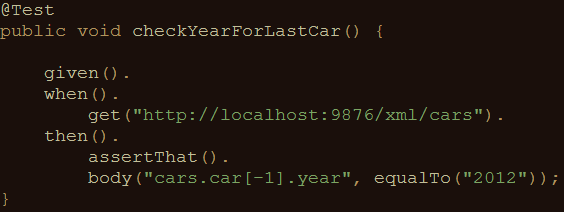 @Test
public void checkYearForLastCar() {
given().
when().
get("http://localhost:9876/xml/cars").
then().
assertThat().
body("cars.car[-1].year", equalTo("2012"));
}